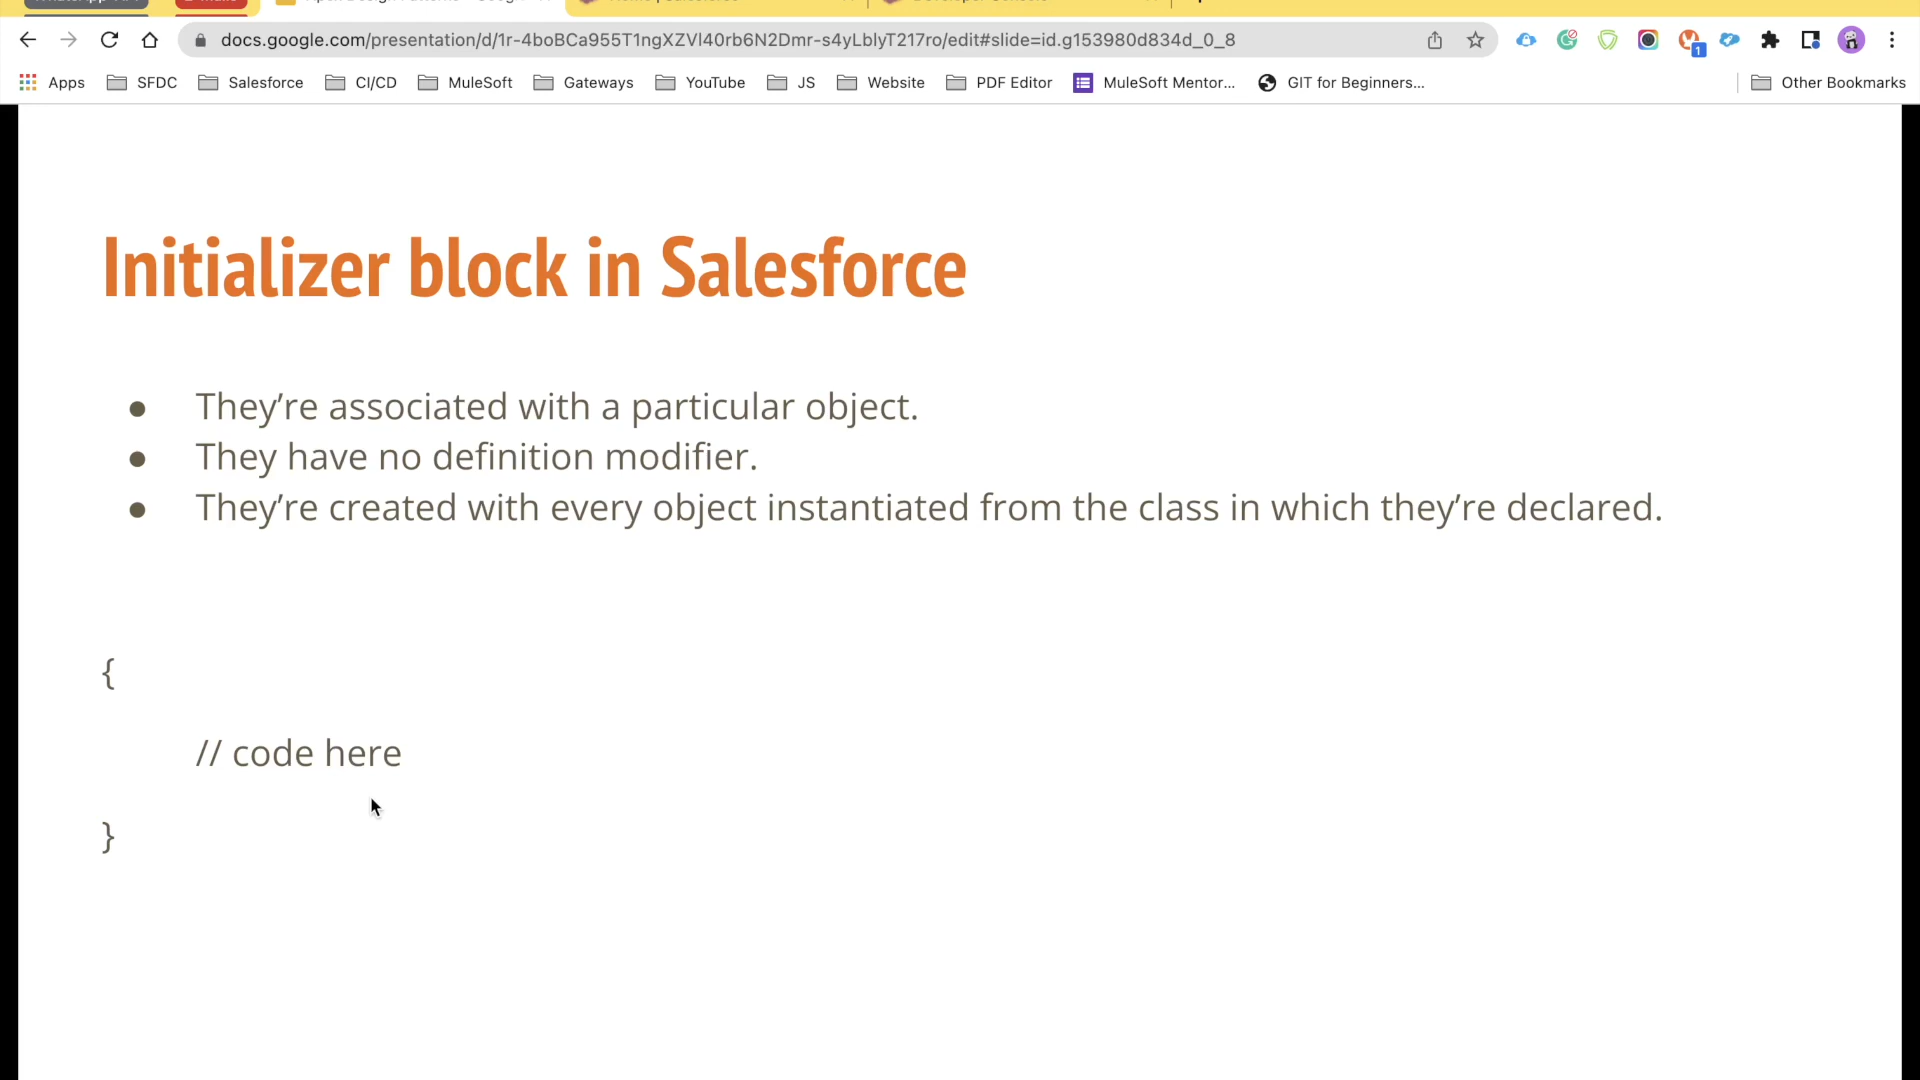 docs.google.com/presentation/d/1r-4boBCa955T1ngXZVl40rb6N2Dmr-s4yLblyT217ro/edit#slide=id.g153980d834d_0_8
1
Apps SFDC Salesforce CI/CD MuleSoft Gateways YouTube JS Website PDF Editor MuleSoft Mentor... GIT for Beginners... Other Bookmarks
Initializer block in Salesforce
● They’re associated with a particular object.
● They have no definition modifier.
● They’re created with every object instantiated from the class in which they’re declared.
{
// code here
}